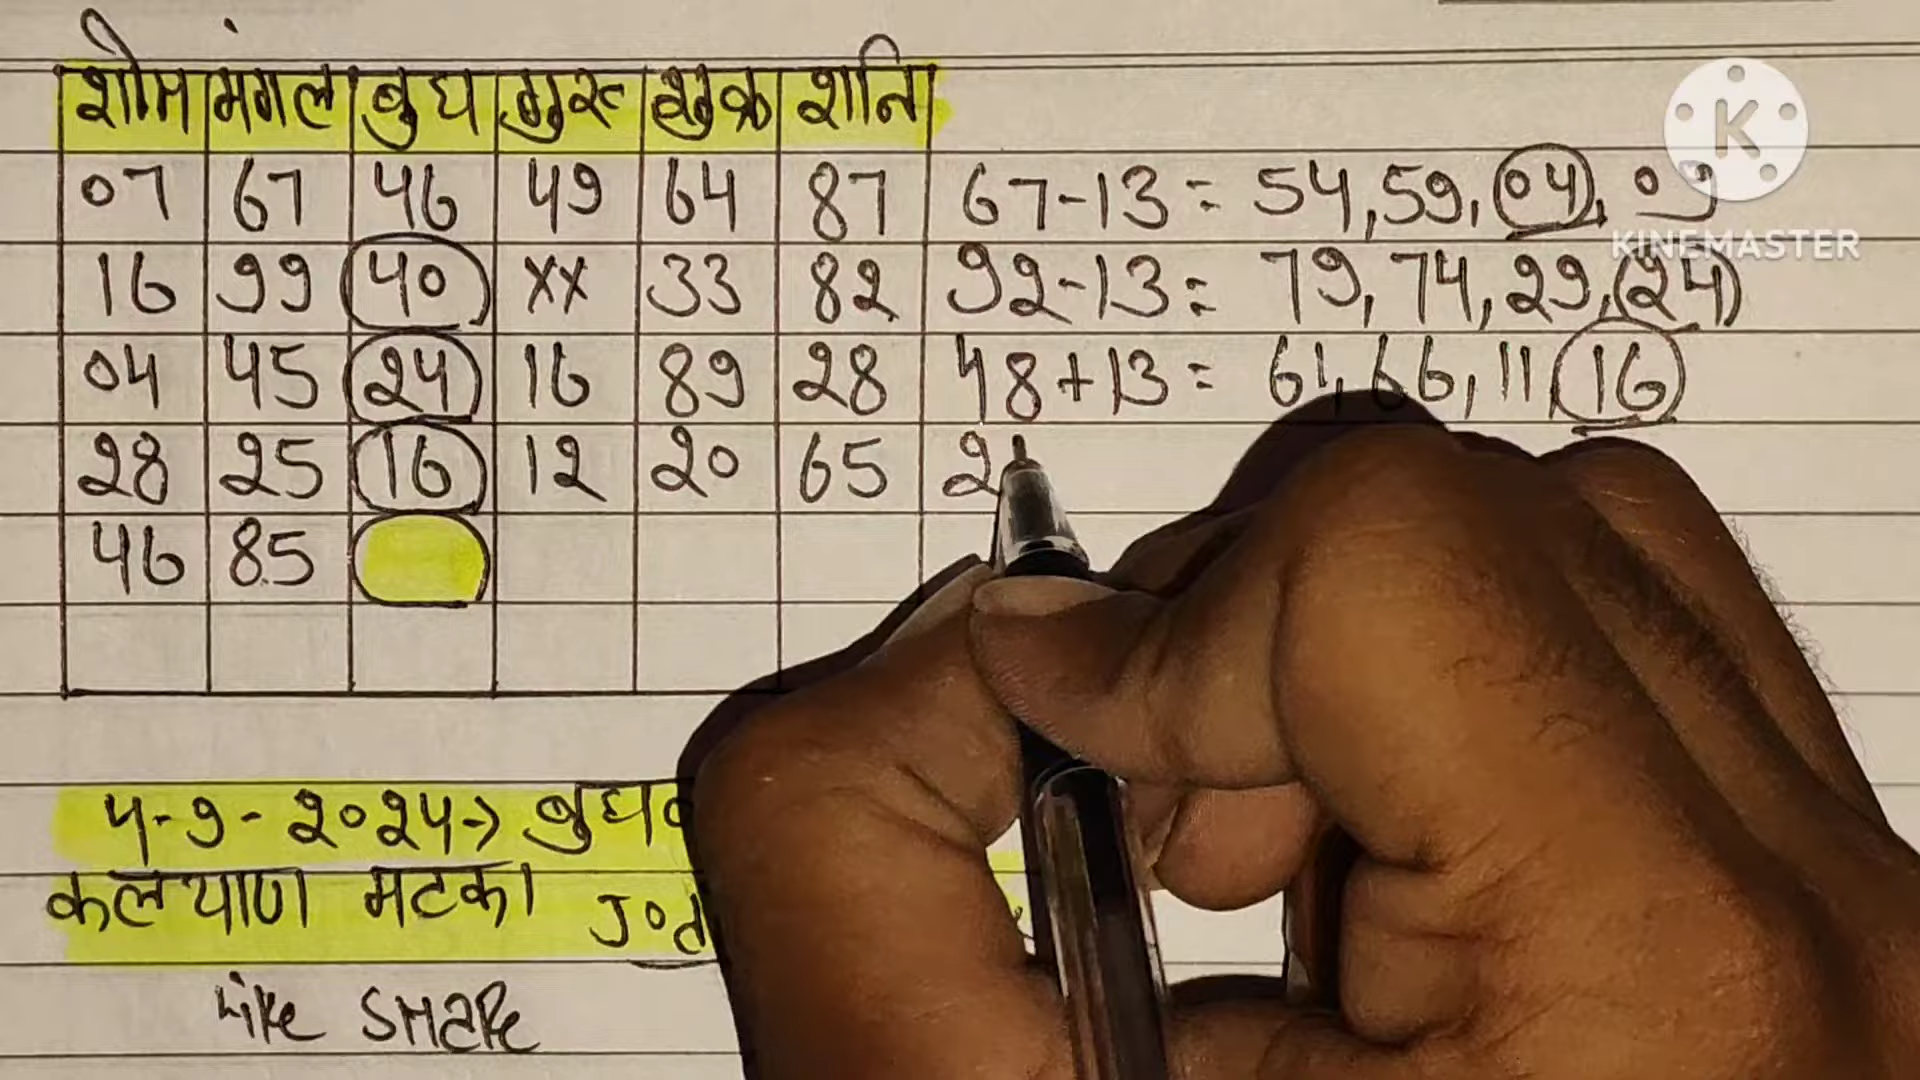 शोम मंगल बुध गुरु शुक्र शनि
07 67 46 49 64 87 67-13 = 54, 59, 04, 09
16 99 40 xx 33 82 92-13 = 79, 74, 29, 24
04 45 24 16 89 28 48+13 = 61, 66, 11, 16
28 25 16 12 20 65 2
46 85
4-9-2024→
कलयाण मटका
Like SHARe
K
KINEMASTER